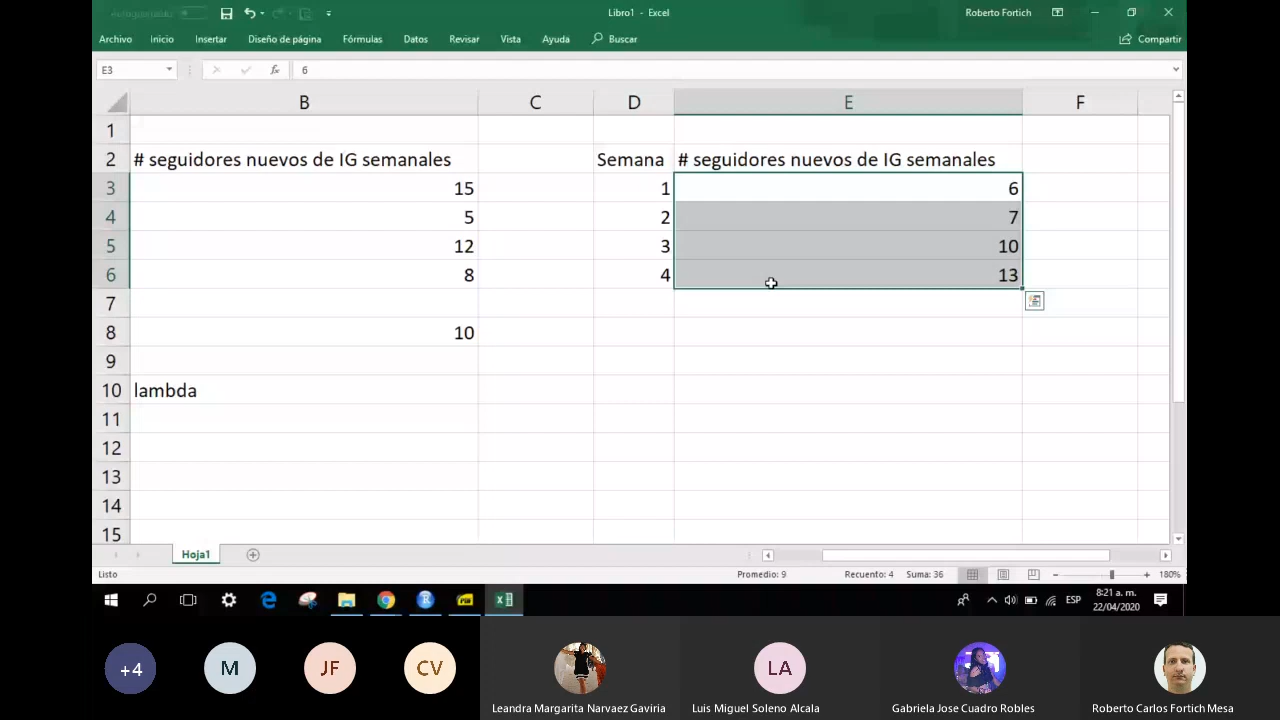 Libro1 - Excel
Roberto Fortich
Archivo Inicio Insertar Diseño de página Fórmulas Datos Revisar Vista Ayuda Buscar Compartir
E3 fx 6
B C D E F
1
2 # seguidores nuevos de IG semanales Semana # seguidores nuevos de IG semanales
3 15 1 6
4 5 2 7
5 12 3 10
6 8 4 13
7
8 10
9
10 lambda
11
12
13
14
15
Hoja1
Listo Promedio: 9 Recuento: 4 Suma: 36 180%
ESP 8:21 a. m.
22/04/2020
+4 M JF CV LA
Leandra Margarita Narvaez Gaviria Luis Miguel Soleno Alcala Gabriela Jose Cuadro Robles Roberto Carlos Fortich Mesa